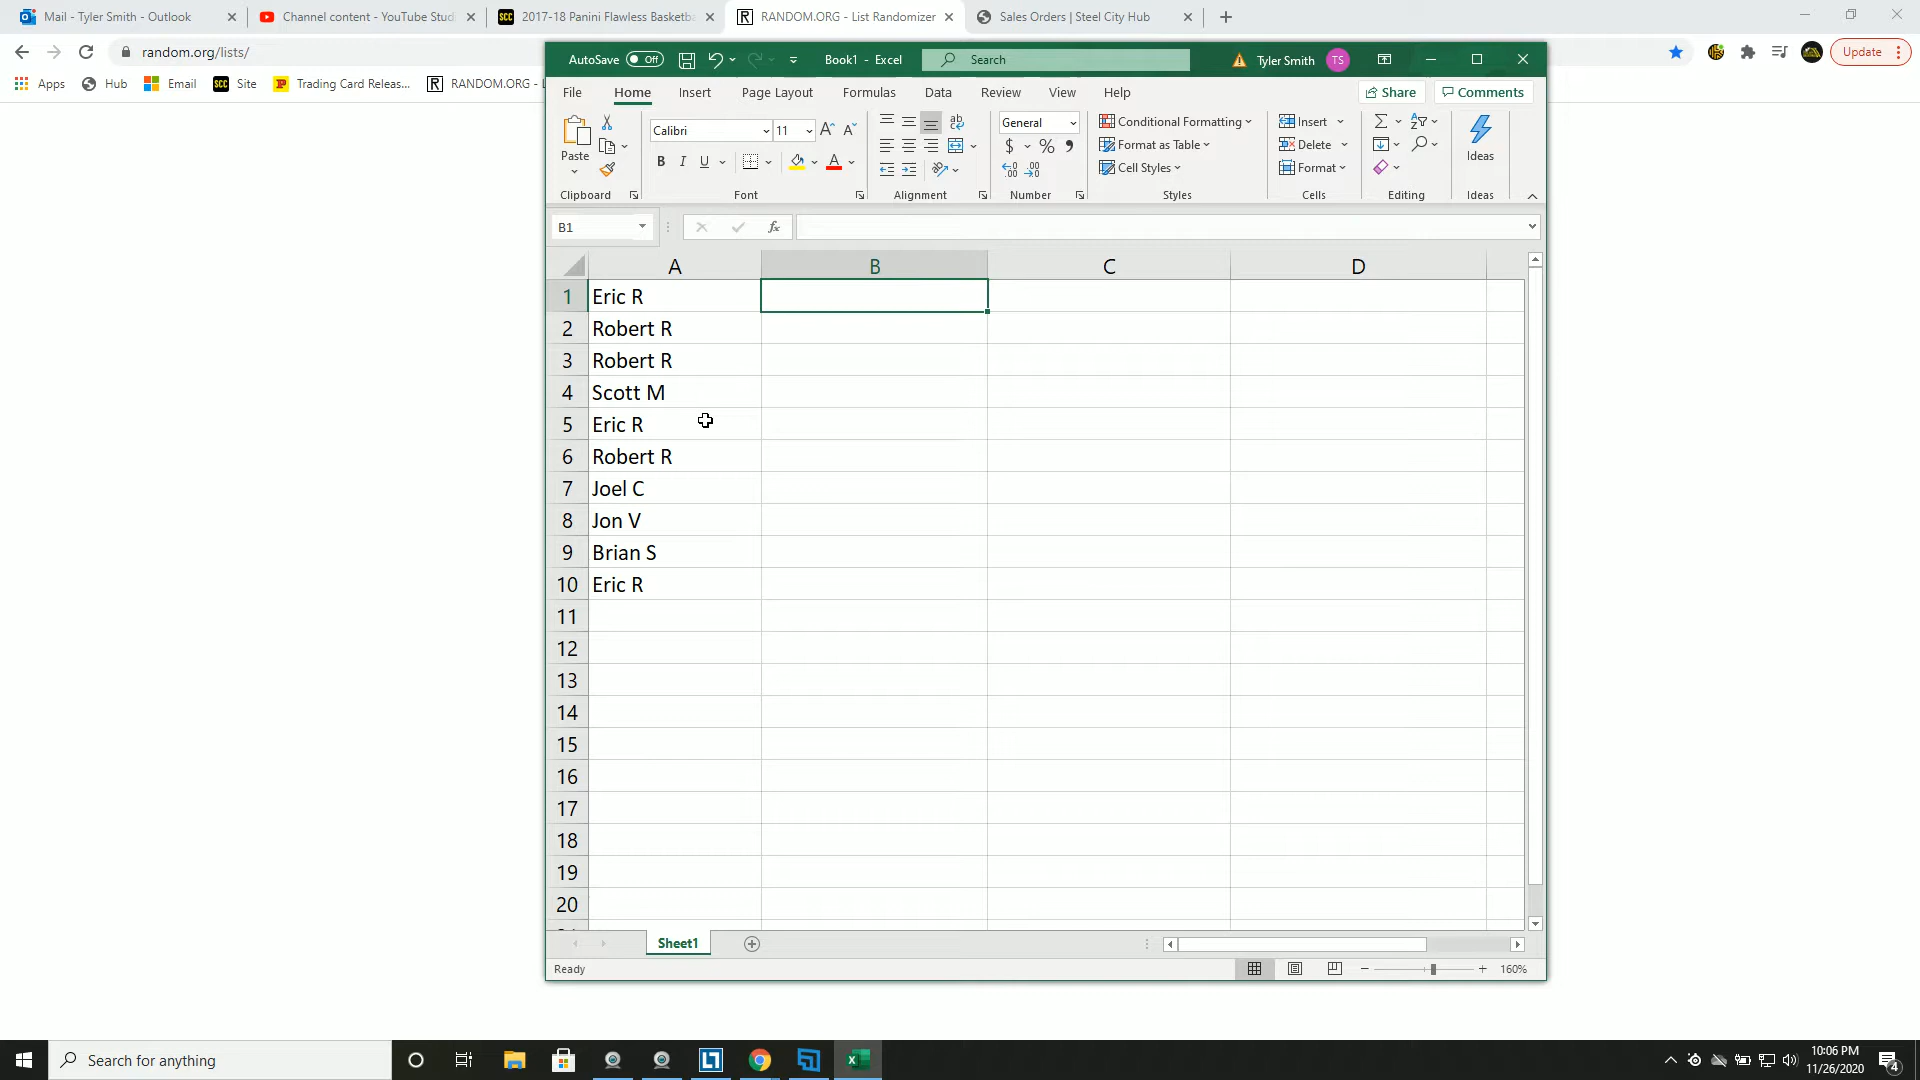 Mail - Tyler Smith - Outlook
Channel content - YouTube Stud
SCC 2017-18 Panini Flawless Basketba
R RANDOM.ORG - List Randomizer
Sales Orders | Steel City Hub
random.org/lists/
Update
Apps
Hub
Email
SCC Site
Trading Card Releas...
R RANDOM.ORG - L
AutoSave Off
Book1 - Excel
Search
Tyler Smith TS
File Home Insert Page Layout Formulas Data Review View Help
Share
Comments
Paste
Clipboard
Calibri 11
B I U
Font
ab
Alignment
General
$ % 9
Number
Conditional Formatting
Format as Table
Cell Styles
Styles
Insert
Delete
Format
Cells
Editing
Ideas
Ideas
B1
fx
A B C D
1 Eric R
2 Robert R
3 Robert R
4 Scott M
5 Eric R
6 Robert R
7 Joel C
8 Jon V
9 Brian S
10 Eric R
11
12
13
14
15
16
17
18
19
20
Sheet1
Ready
160%
Search for anything
10:06 PM
11/26/2020
4